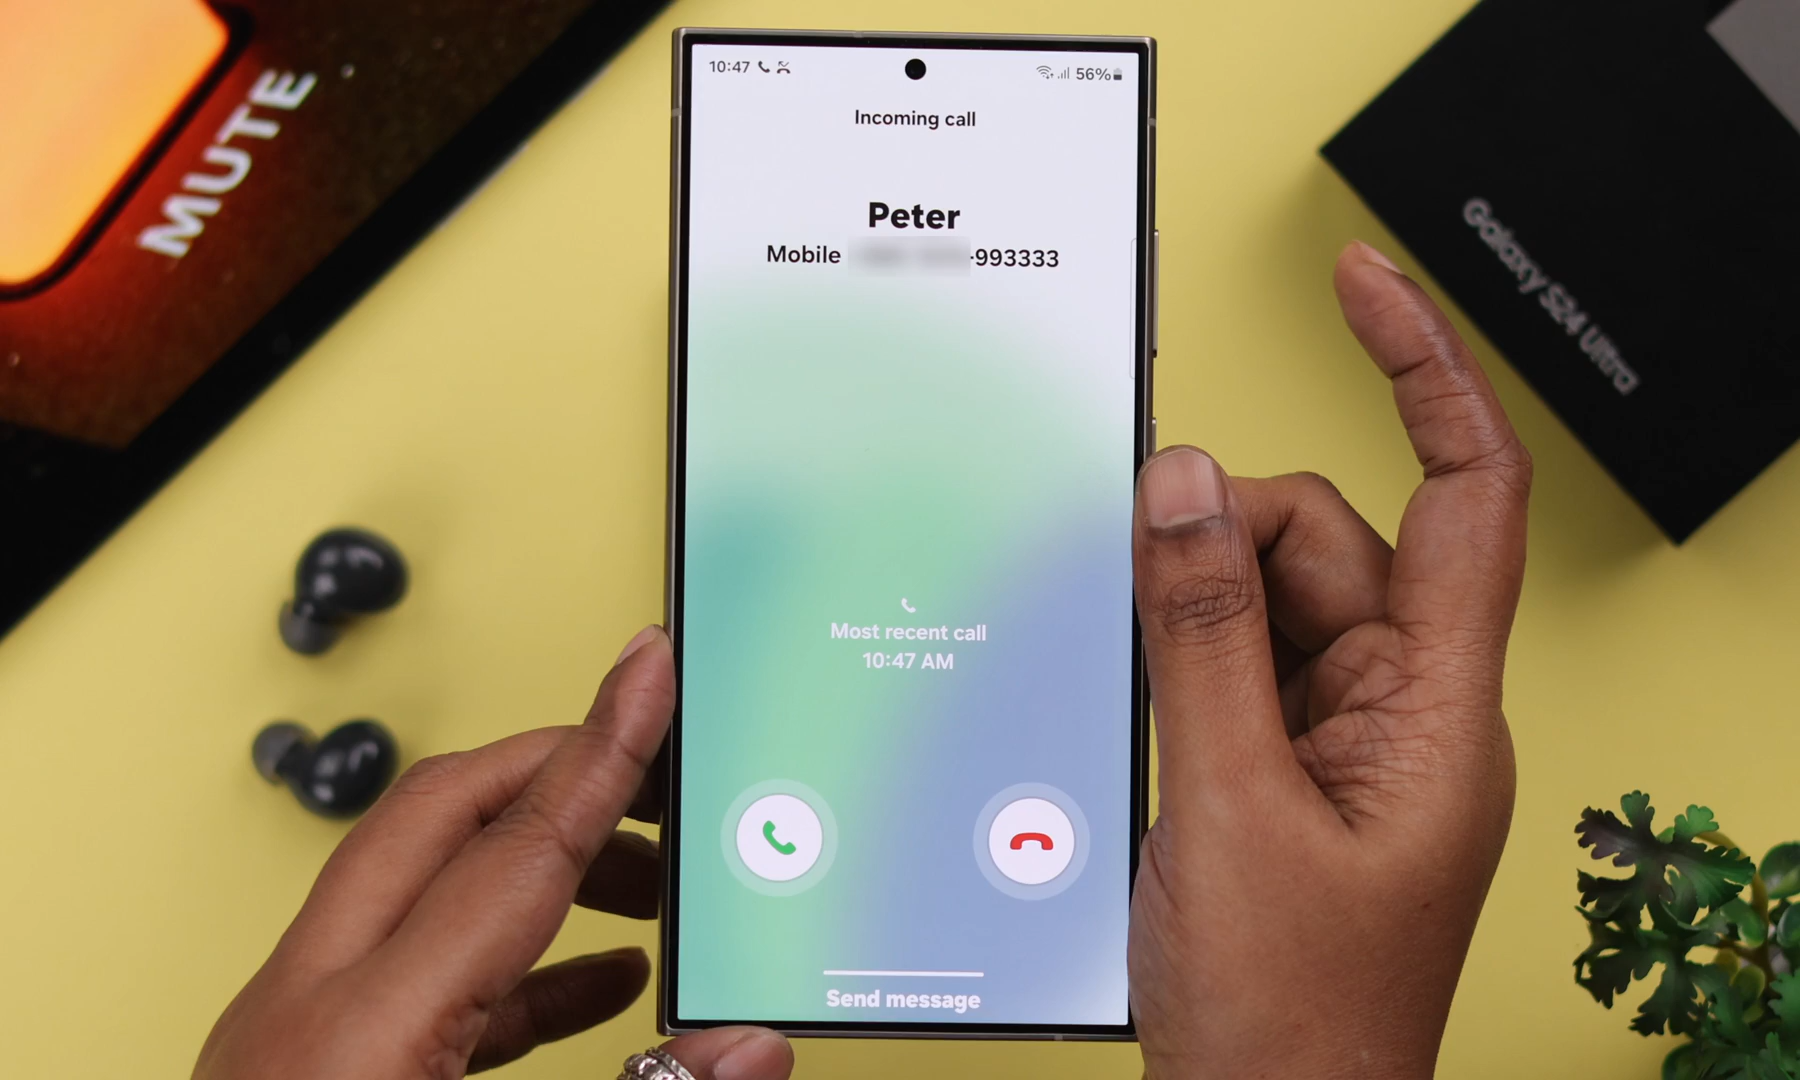 MUTE
10:47
56%
Incoming call
Peter
Mobile -993333
Galaxy S24 Ultra
Most recent call
10:47 AM
Send message